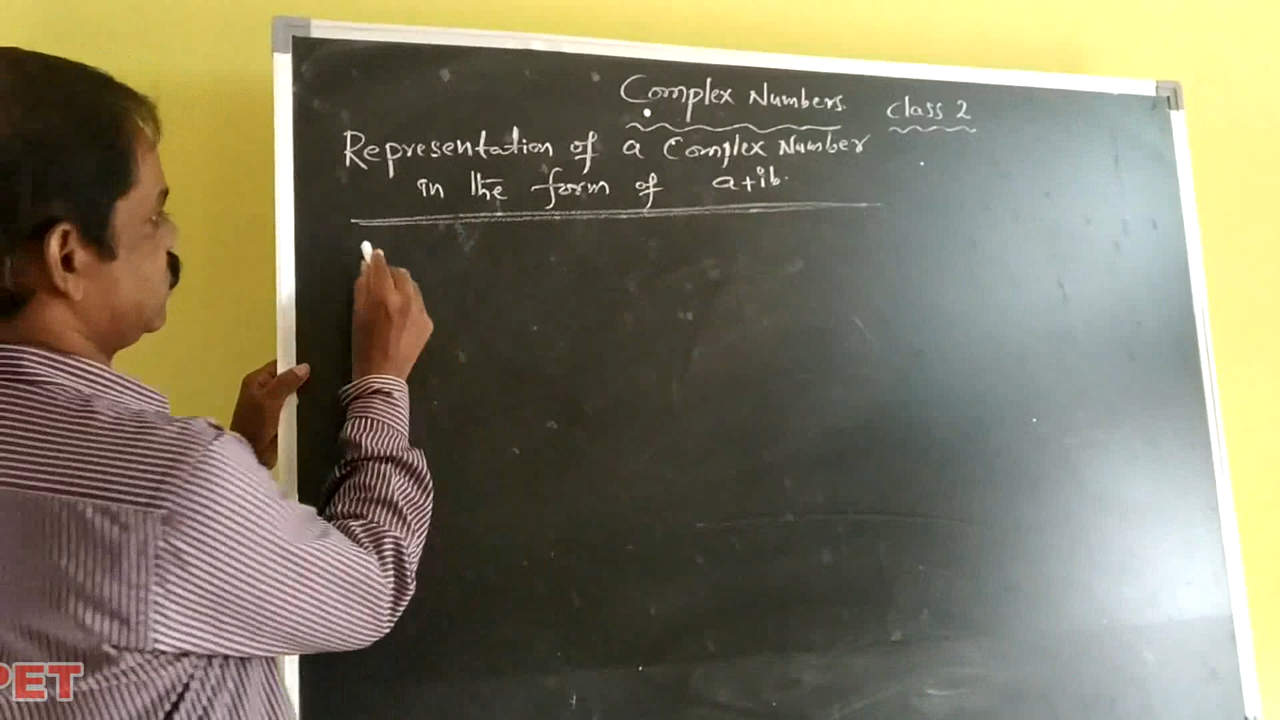 Complex Numbers. Class 2
Representation of a Complex Number
in the form of a+ib.
PET